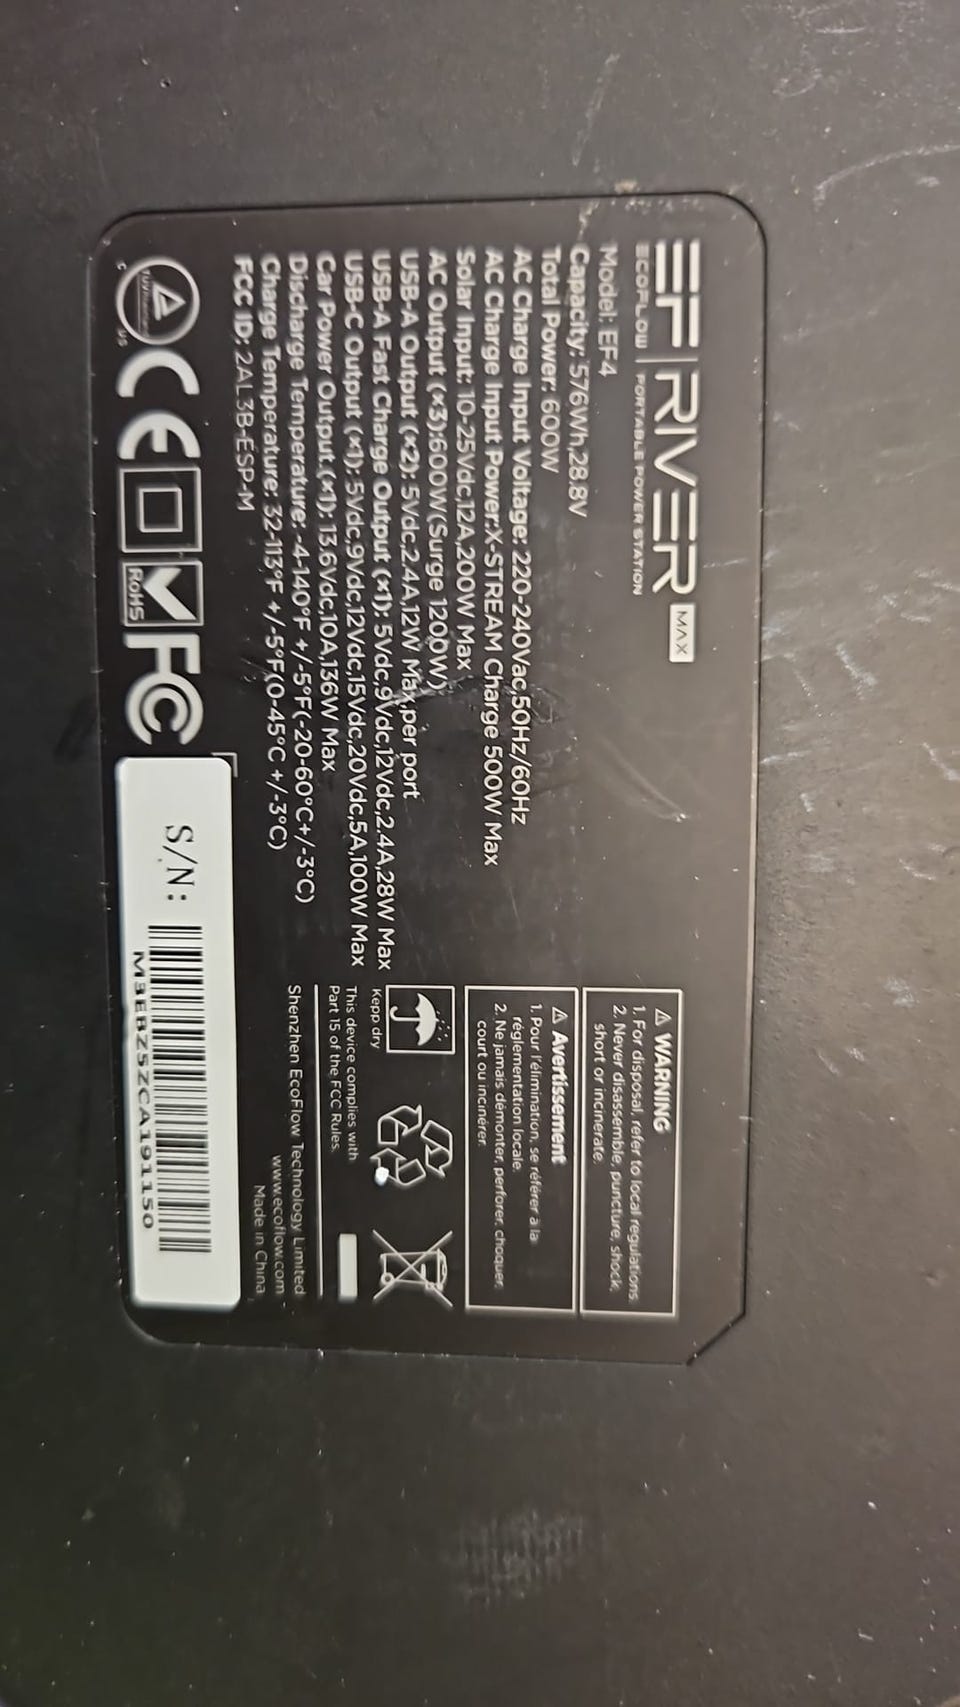 EF RIVER MAX
ECOFLOW PORTABLE POWER STATION
Model: EF4
Capacity: 576Wh,28.8V
Total Power: 600W
AC Charge Input Voltage: 220-240Vac,50Hz/60Hz
AC Charge Input Power:X-STREAM Charge 500W Max
Solar Input: 10-25Vdc,12A,200W Max
AC Output (×3):600W(Surge 1200W)
USB-A Output (×2): 5Vdc,2.4A,12W Max,per port
USB-A Fast Charge Output (×1): 5Vdc,9Vdc,12Vdc,2.4A,28W Max
USB-C Output (×1): 5Vdc,9Vdc,12Vdc,15Vdc,20Vdc,5A,100W Max
Car Power Output (×1): 13.6Vdc,10A,136W Max
Discharge Temperature: -4-140°F +/-5°F(-20-60°C+/-3°C)
Charge Temperature: 32-113°F +/-5°F(0-45°C +/-3°C)
FCC ID: 2AL3B-ESP-M
C US
CE
RoHS
FC
⚠ WARNING
1. For disposal, refer to local regulations.
2. Never disassemble, puncture, shock,
short or incinerate.
⚠ Avertissement
1. Pour l'élimination, se référer à la
réglementation locale.
2. Ne jamais démonter, perforer, choquer,
court ou incinérer.
Kepp dry
This device complies with
Part 15 of the FCC Rules.
Shenzhen EcoFlow Technology Limited
www.ecoflow.com
Made in China
S/N:
M3EBZ5ZCA191150